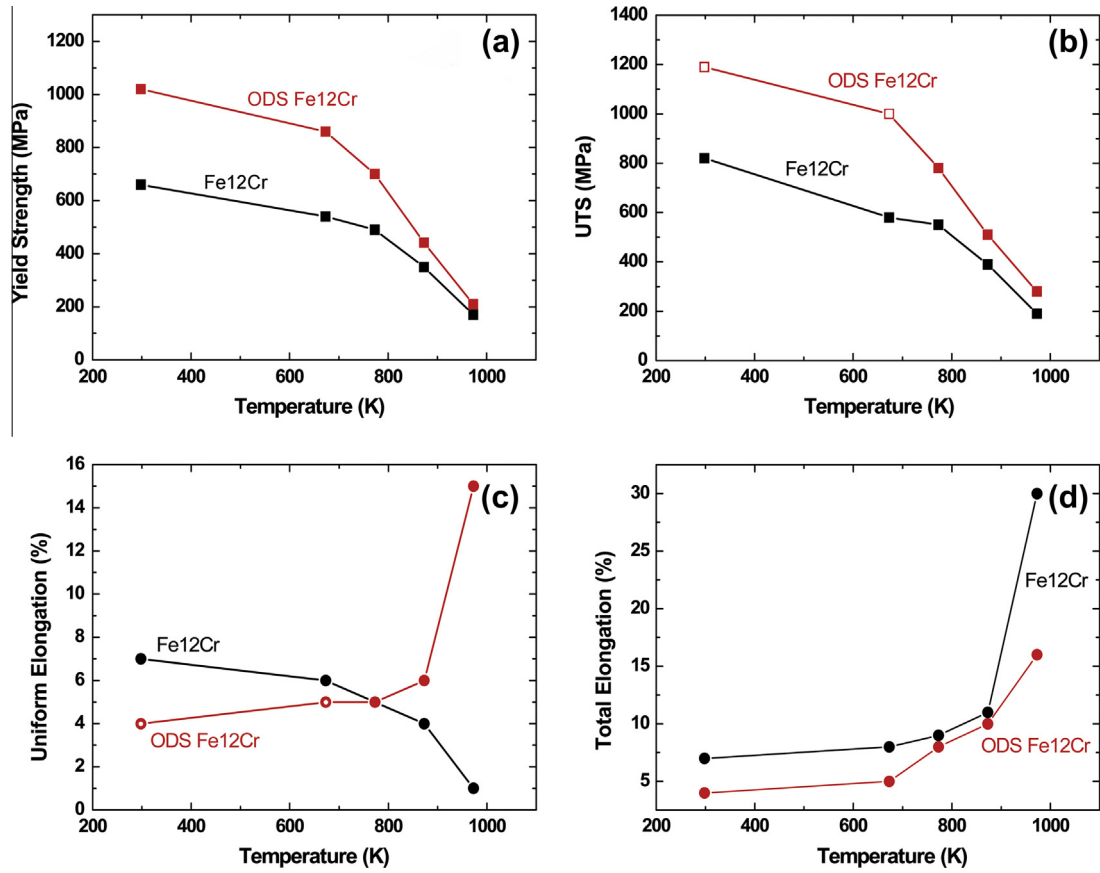 (a)
1200
1000
800
600
400
200
0
Yield Strength (MPa)
ODS Fe12Cr
Fe12Cr
200 400 600 800 1000
Temperature (K)
(b)
1400
1200
1000
800
600
400
200
0
UTS (MPa)
ODS Fe12Cr
Fe12Cr
200 400 600 800 1000
Temperature (K)
(c)
16
14
12
10
8
6
4
2
0
Uniform Elongation (%)
Fe12Cr
ODS Fe12Cr
200 400 600 800 1000
Temperature (K)
(d)
30
25
20
15
10
5
Total Elongation (%)
Fe12Cr
ODS Fe12Cr
200 400 600 800 1000
Temperature (K)